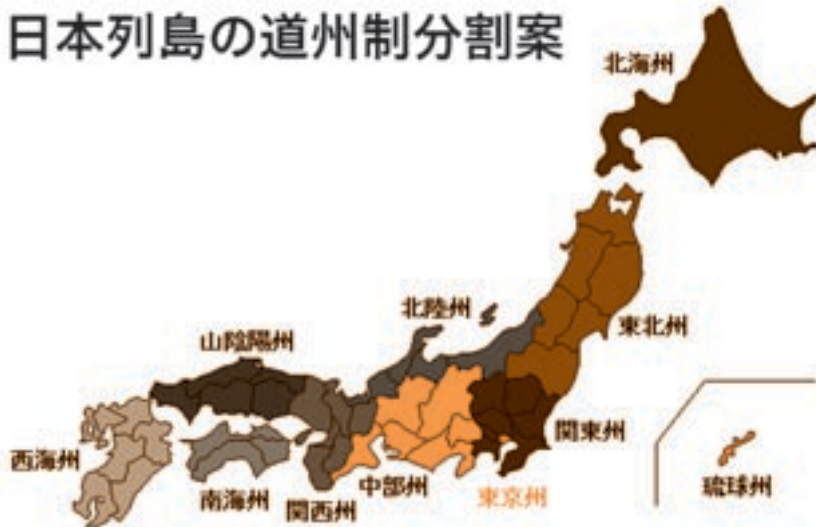 日本列島の道州制分割案
北海州
北陸州
東北州
山陰陽州
関東州
西海州
南海州
関西州
中部州
東京州
琉球州